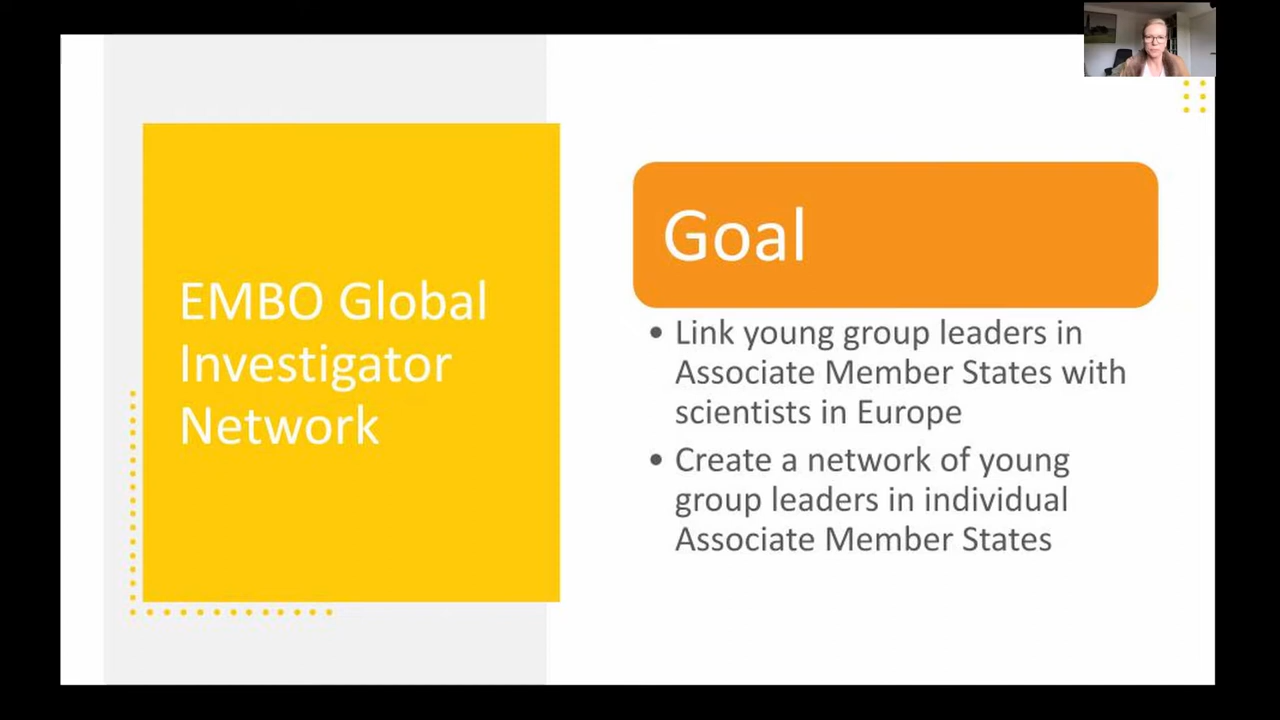 EMBO Global
Investigator
Network
Goal
• Link young group leaders in
Associate Member States with
scientists in Europe
• Create a network of young
group leaders in individual
Associate Member States